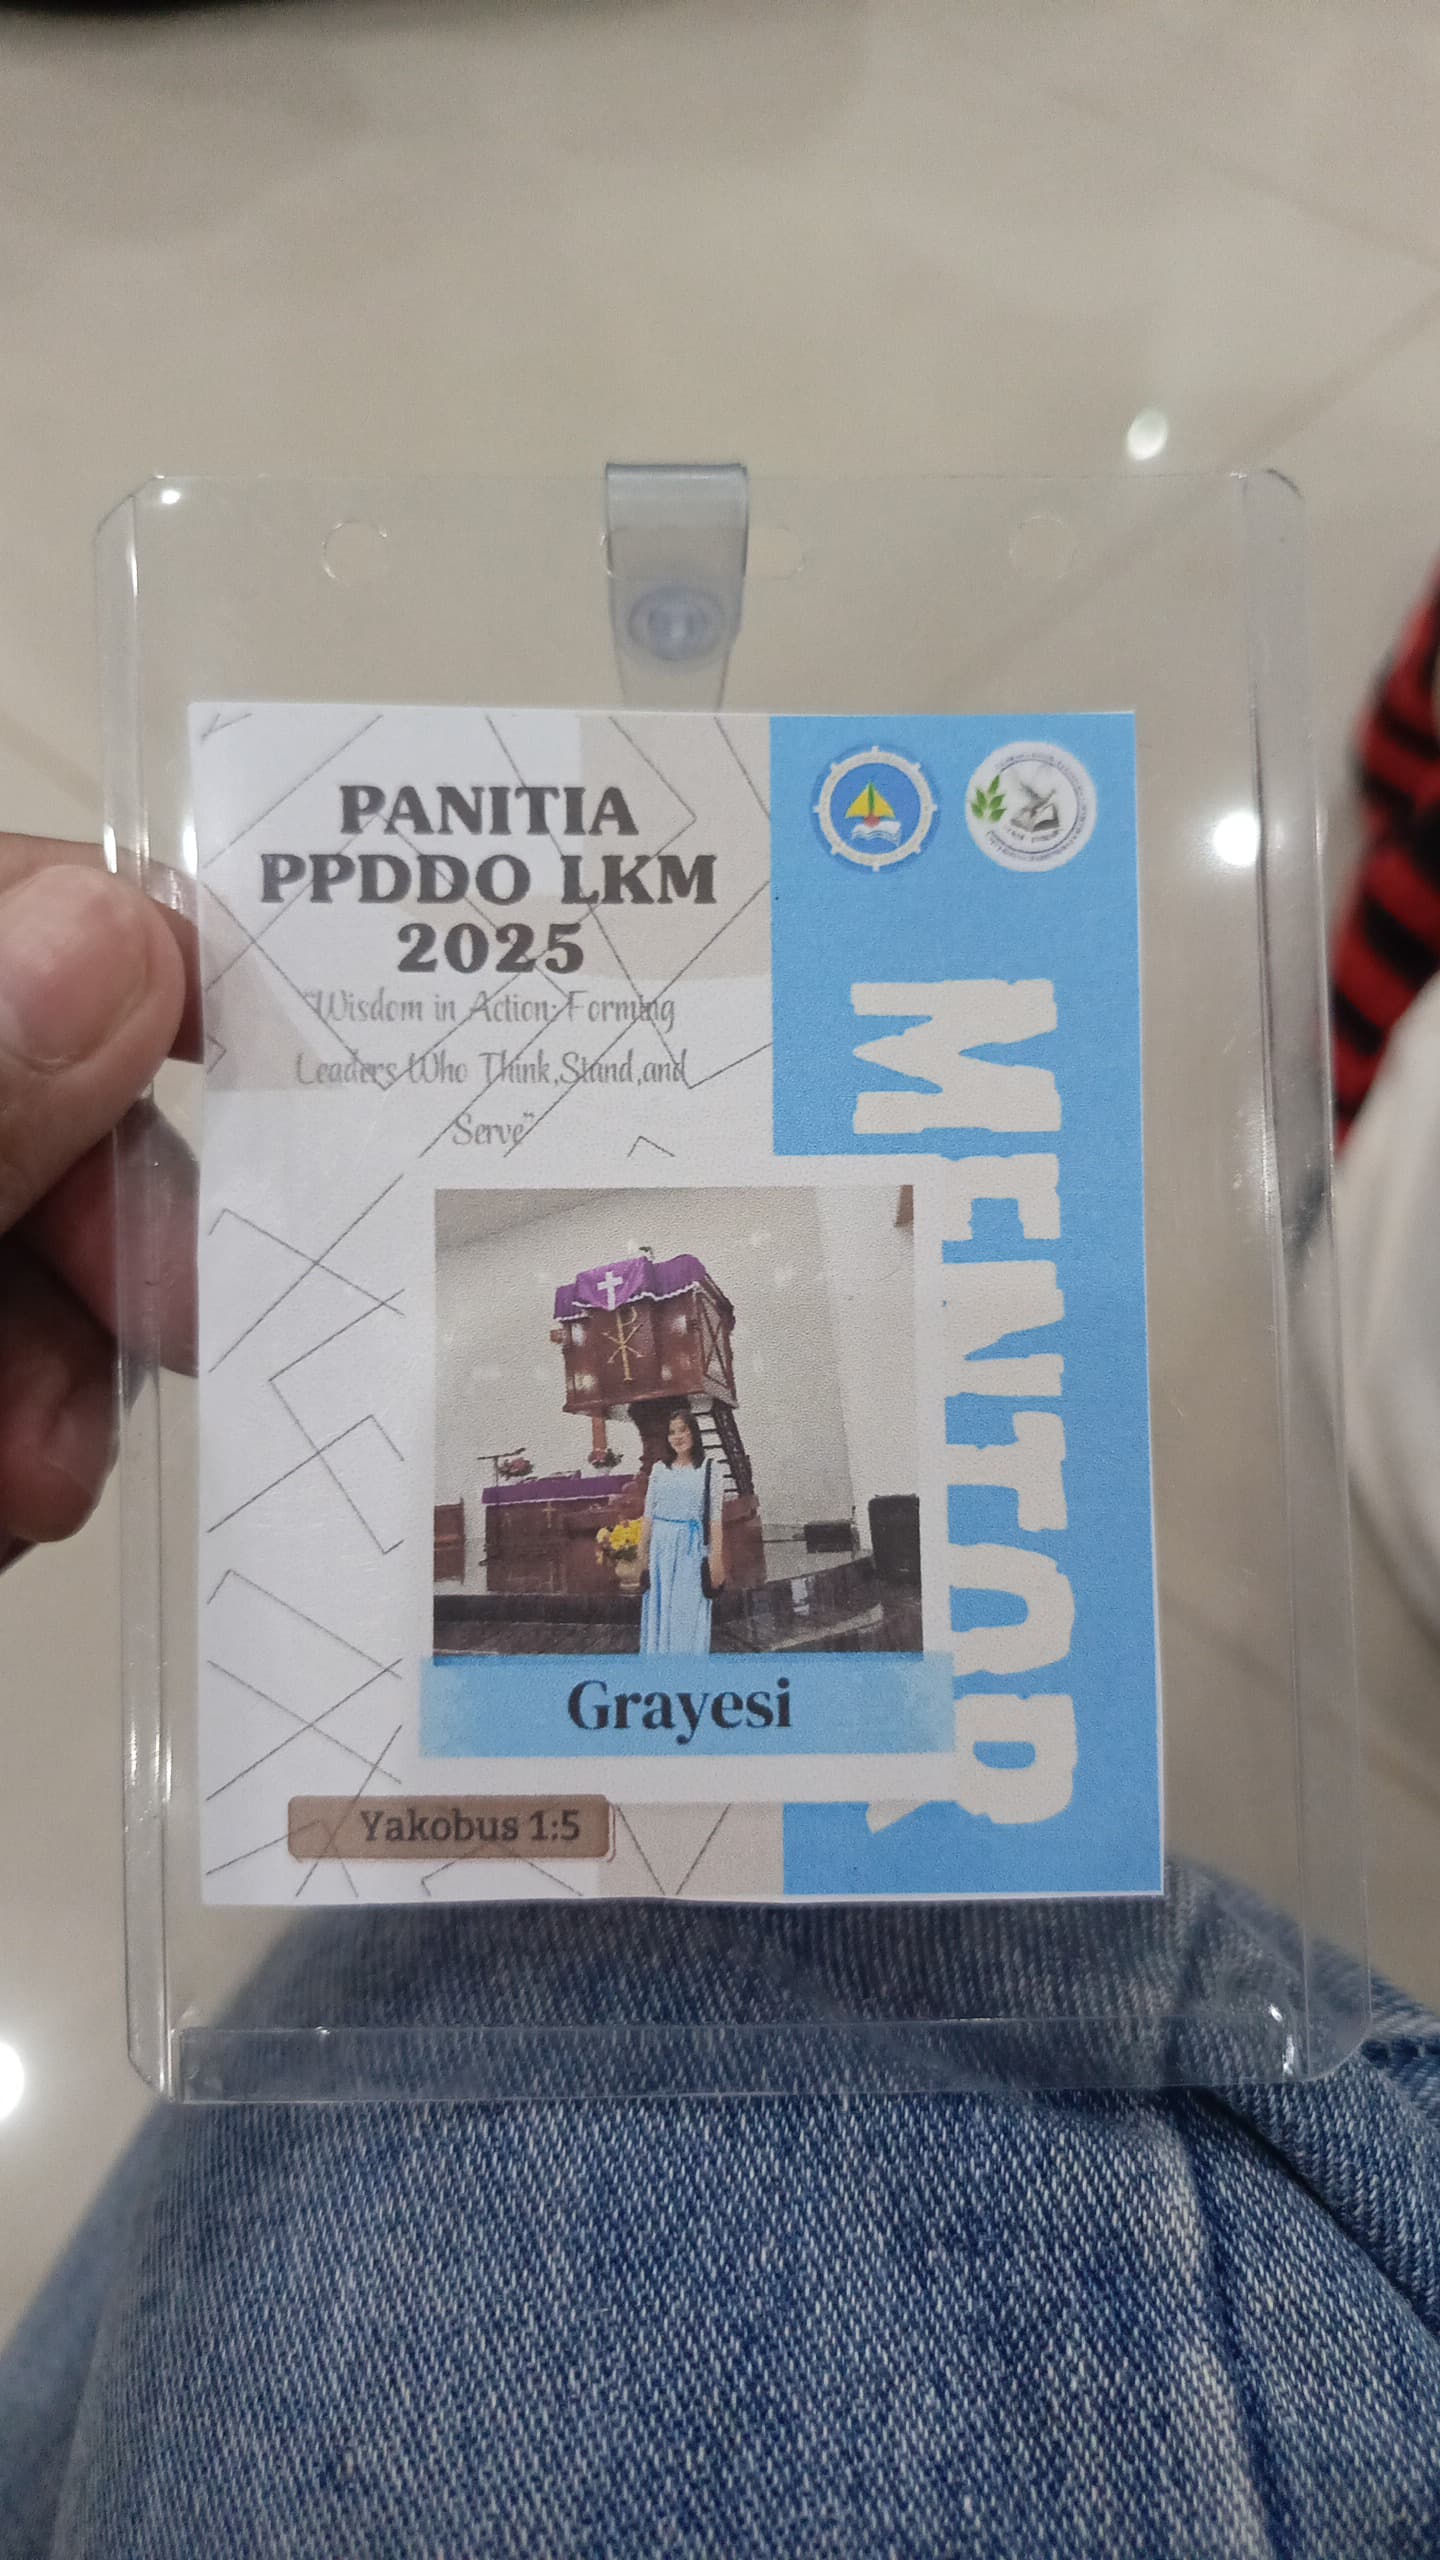 PANITIA
PPDDO LKM
2025
"Wisdom in Action: Forming
Leaders Who Think,Stand,and
Serve"
MENTOR
Grayesi
Yakobus 1:5